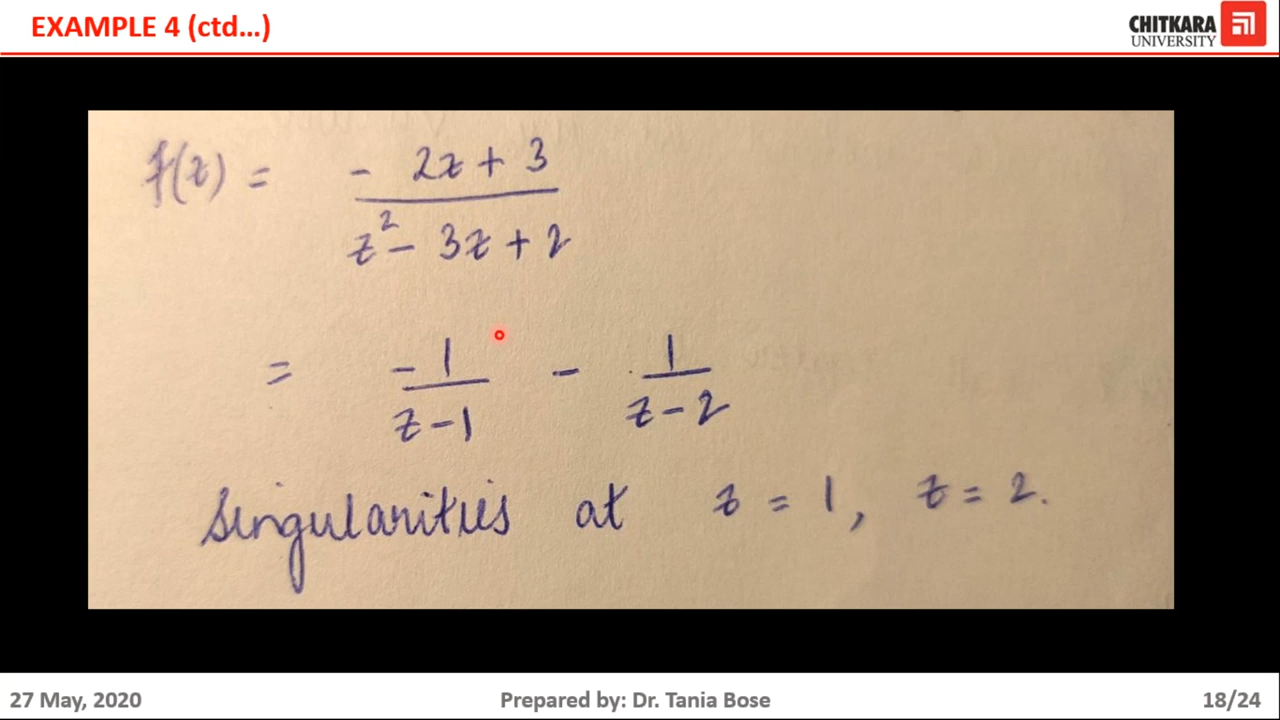 EXAMPLE 4 (ctd...)
CHITKARA
UNIVERSITY
f(z) = - 2z + 3
z² - 3z + 2
= -1 - 1
z-1 z-2
Singularities at z = 1, z = 2.
27 May, 2020 Prepared by: Dr. Tania Bose 18/24